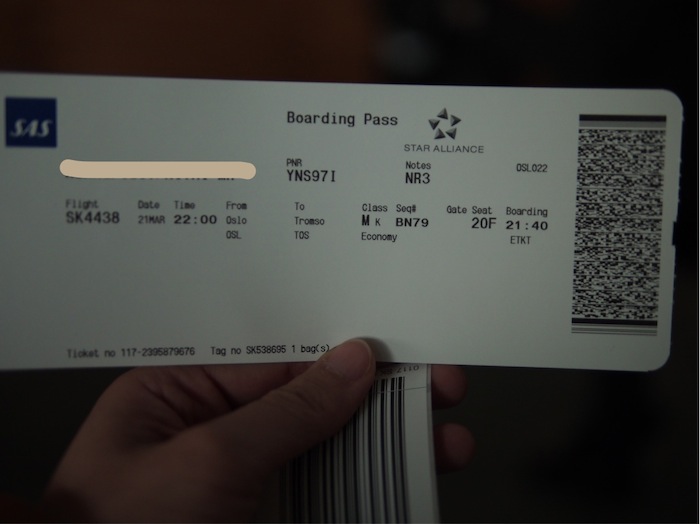 SAS
Boarding Pass
STAR ALLIANCE
PNR Notes OSL022
YNS97I NR3
Flight Date Time From To Class Seq# Gate Seat Boarding
SK4438 21MAR 22:00 Oslo Tromso M K BN79 20F 21:40
OSL TOS Economy ETKT
Ticket no 117-2395879676 Tag no SK538695 1 bag(s)